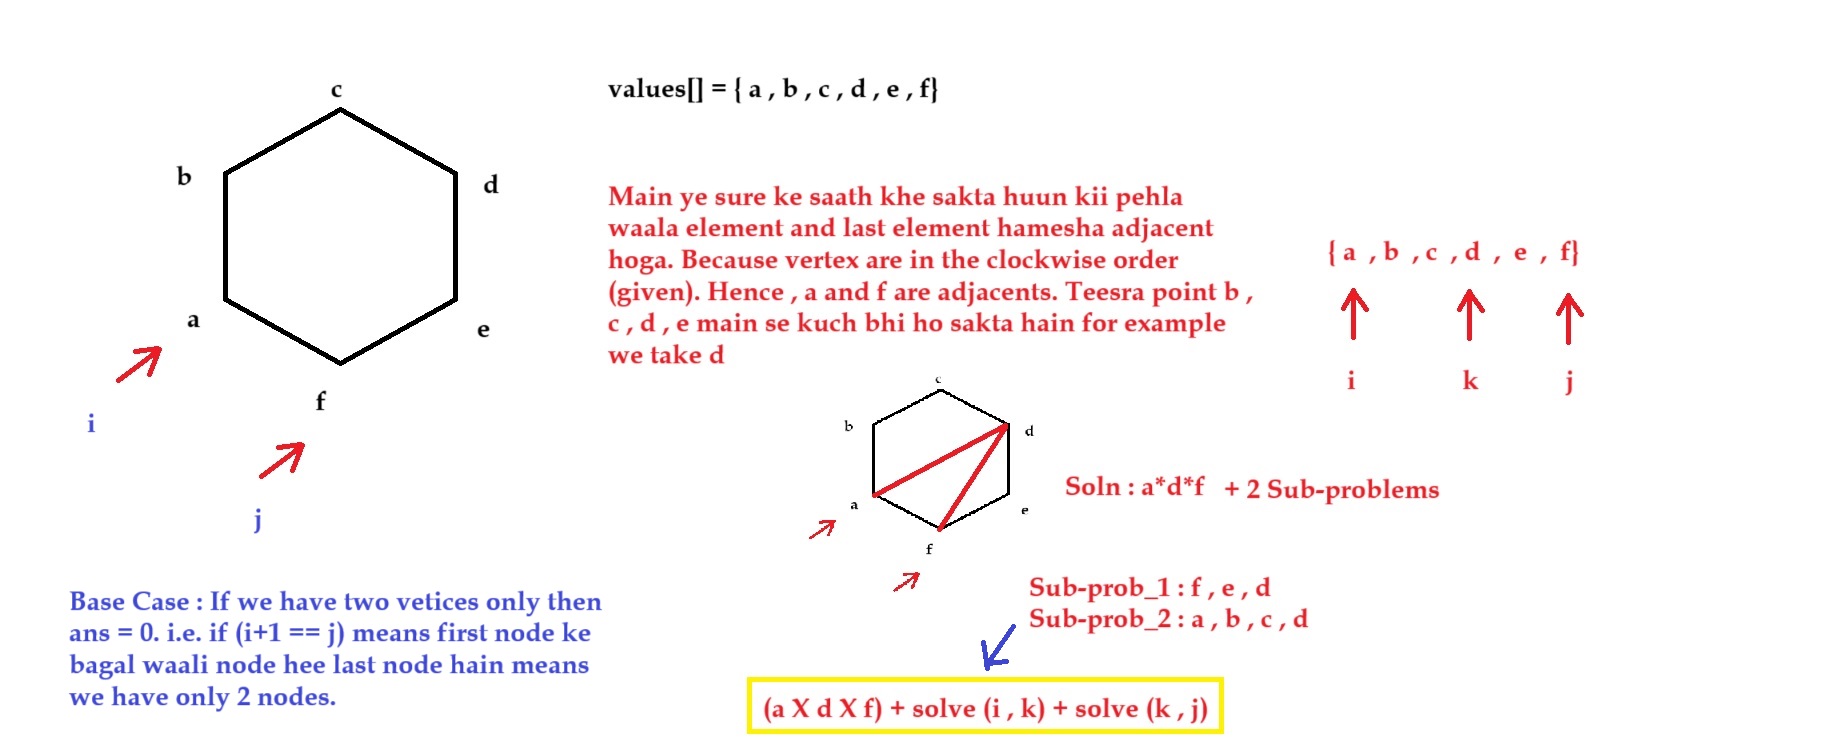 c
b
d
a
e
f
i
j
values[] = { a , b , c , d , e , f}
Main ye sure ke saath khe sakta huun kii pehla
waala element and last element hamesha adjacent
hoga. Because vertex are in the clockwise order
(given). Hence , a and f are adjacents. Teesra point b ,
c , d , e main se kuch bhi ho sakta hain for example
we take d
{ a , b , c , d , e , f}
i k j
c
b
d
a
e
f
Soln : a*d*f + 2 Sub-problems
Sub-prob_1 : f , e , d
Sub-prob_2 : a , b , c , d
(a X d X f) + solve (i , k) + solve (k , j)
Base Case : If we have two vetices only then
ans = 0. i.e. if (i+1 == j) means first node ke
bagal waali node hee last node hain means
we have only 2 nodes.